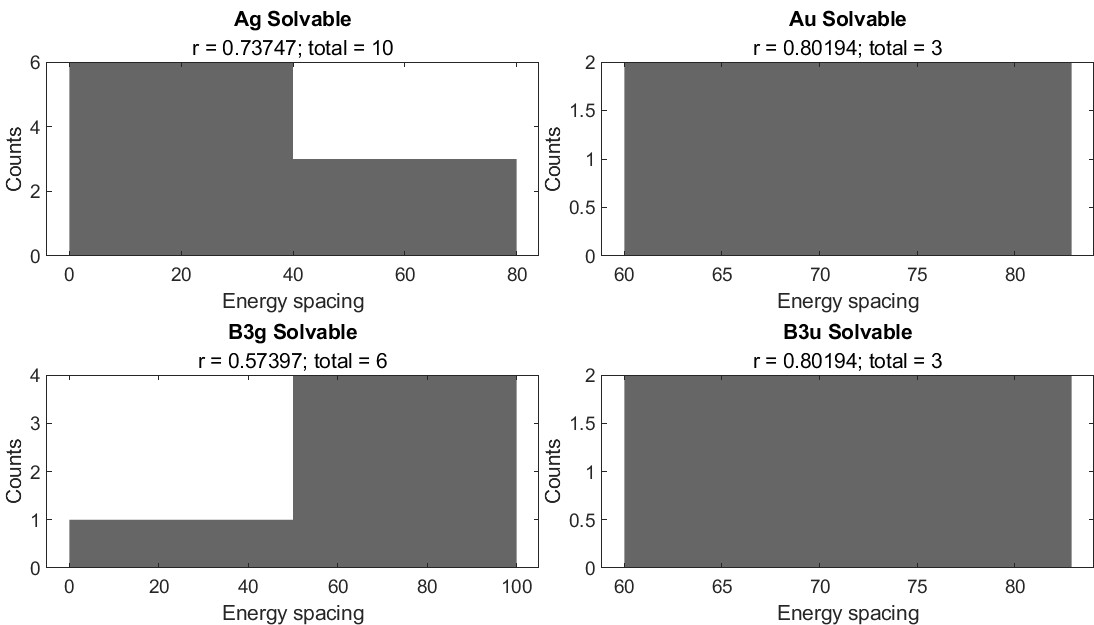 Ag Solvable
r = 0.73747; total = 10
6
4
2
0
Counts
0 20 40 60 80
Energy spacing
Au Solvable
r = 0.80194; total = 3
2
1.5
1
0.5
0
Counts
60 65 70 75 80
Energy spacing
B3g Solvable
r = 0.57397; total = 6
4
3
2
1
0
Counts
0 20 40 60 80 100
Energy spacing
B3u Solvable
r = 0.80194; total = 3
2
1.5
1
0.5
0
Counts
60 65 70 75 80
Energy spacing